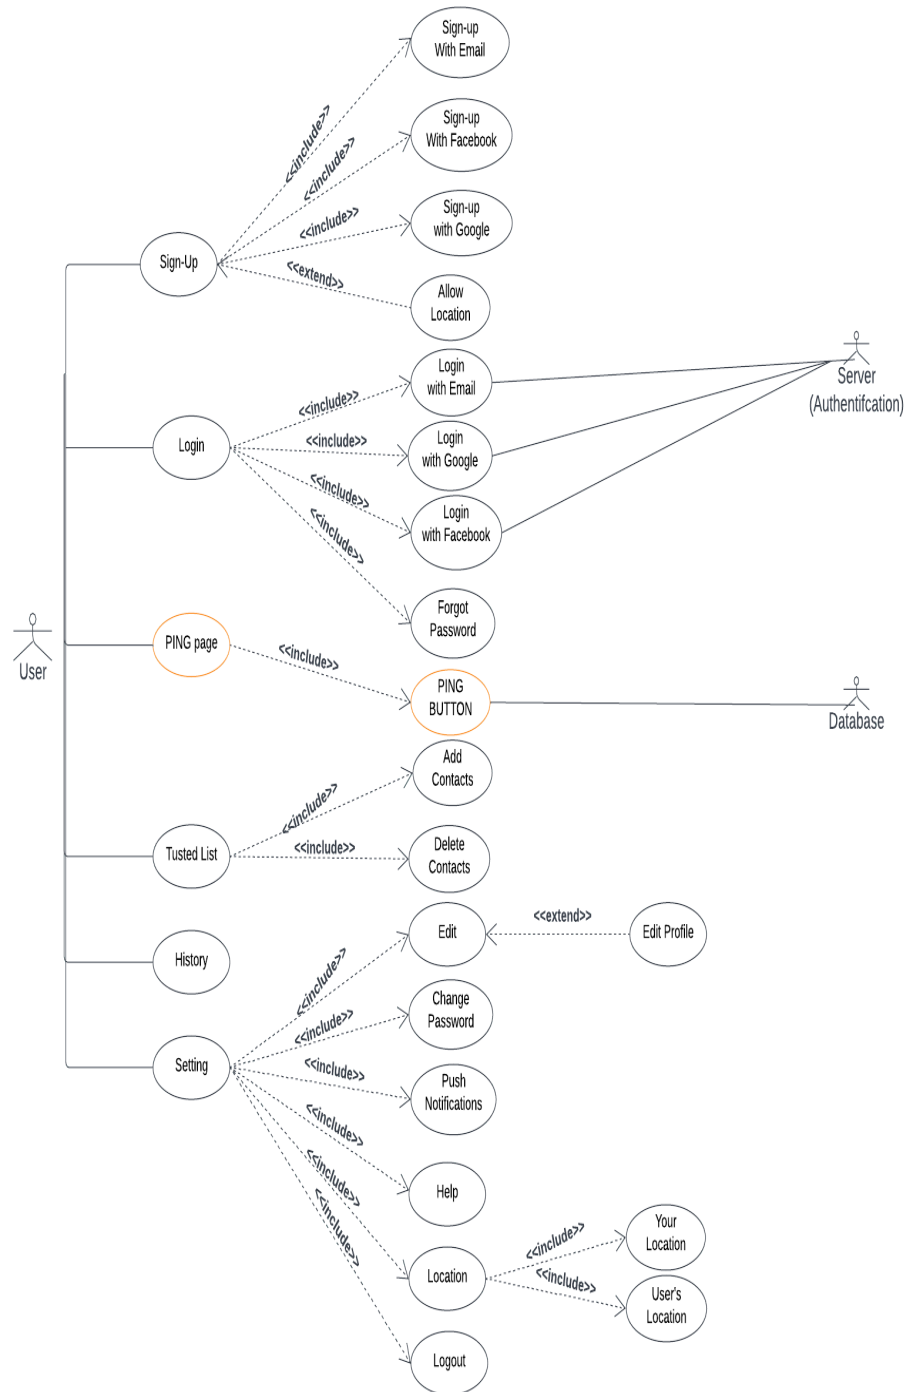 Sign-up
With Email
<<include>>
Sign-up
With Facebook
<<include>>
Sign-up
with Google
<<include>>
Sign-Up
<<extend>>
Allow
Location
Login
with Email
Server
(Authentifcation)
<<include>>
Login
<<include>>
Login
with Google
<<include>>
Login
with Facebook
<<include>>
Forgot
Password
PING page
<<include>>
User
PING
BUTTON
Database
Add
Contacts
<<include>>
Tusted List
<<include>>
Delete
Contacts
Edit
<<extend>>
Edit Profile
History
<<include>>
Change
Password
<<include>>
Setting
<<include>>
Push
Notifications
<<include>>
Help
<<include>>
<<include>>
Location
<<include>>
Your
Location
<<include>>
User's
Location
Logout